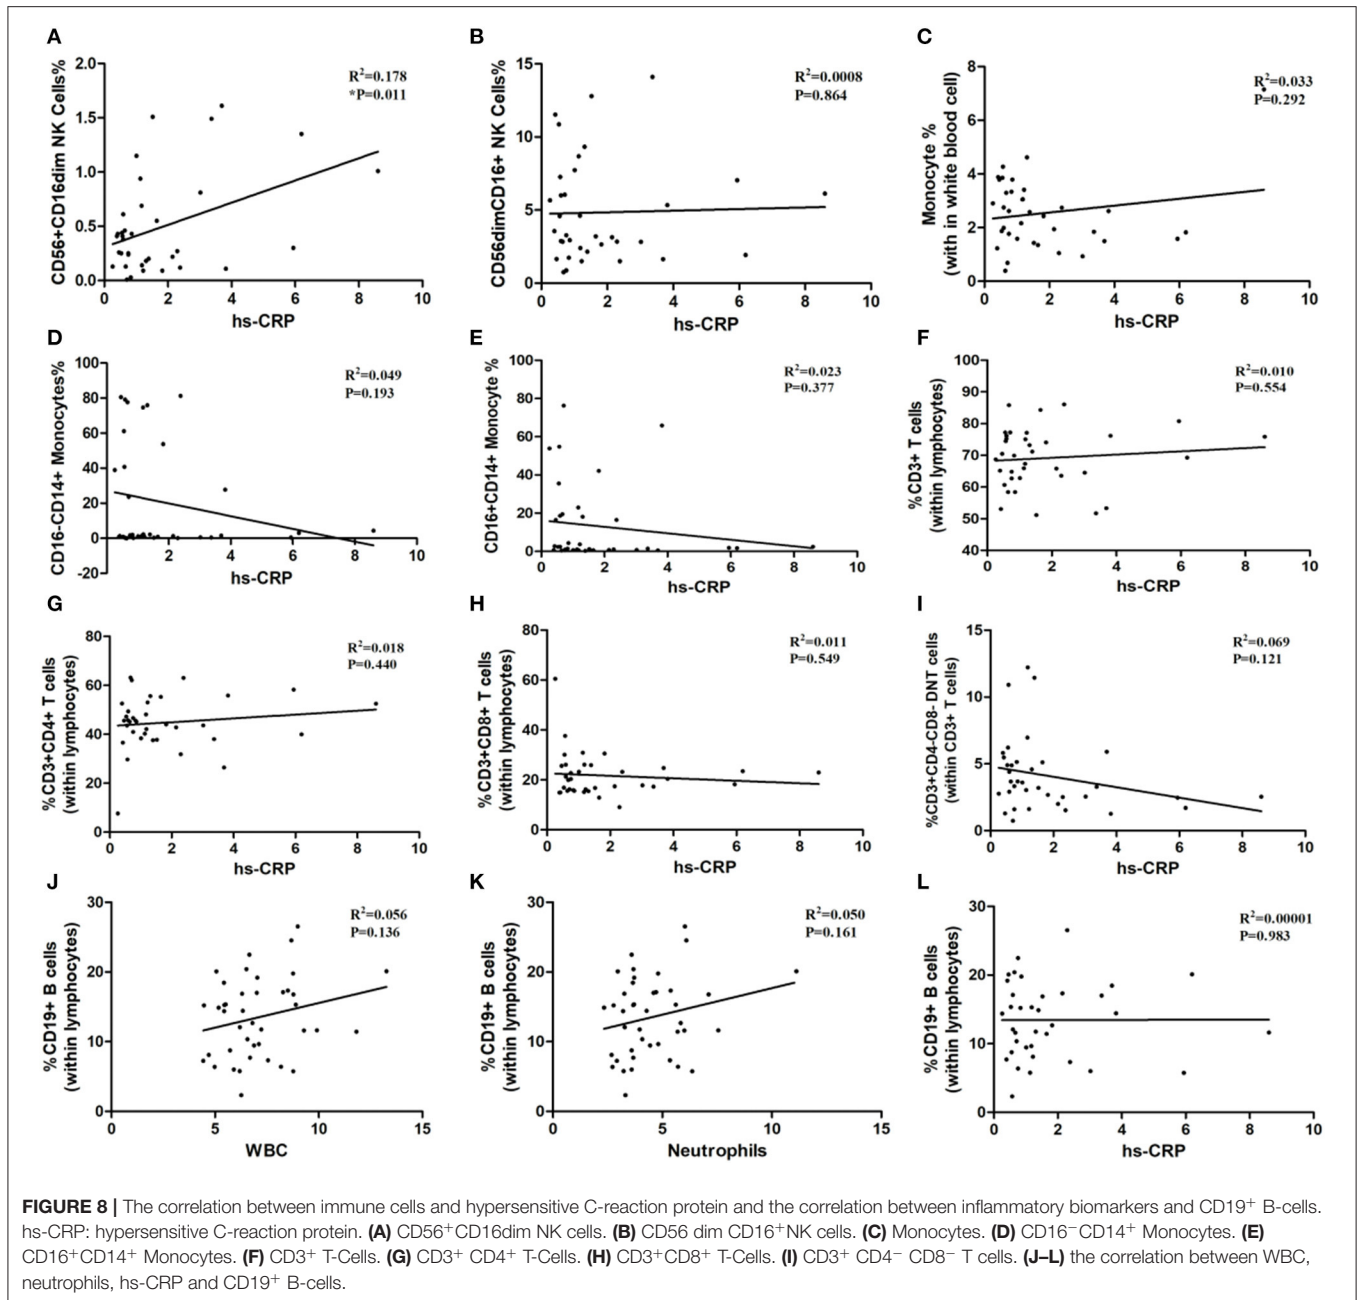 A
CD56+CD16dim NK Cells%
2.0
1.5
1.0
0.5
0.0
R²=0.178
*P=0.011
0 2 4 6 8 10
hs-CRP
B
CD56dimCD16+ NK Cells%
15
10
5
0
R²=0.0008
P=0.864
0 2 4 6 8 10
hs-CRP
C
Monocyte %
(with in white blood cell)
8
6
4
2
0
R²=0.033
P=0.292
0 2 4 6 8 10
hs-CRP
D
CD16-CD14+ Monocytes%
100
80
60
40
20
0
-20
R²=0.049
P=0.193
2 4 6 8 10
hs-CRP
E
CD16+CD14+ Monocyte %
100
80
60
40
20
0
R²=0.023
P=0.377
0 2 4 6 8 10
hs-CRP
F
%CD3+ T cells
(within lymphocytes)
100
90
80
70
60
50
40
R²=0.010
P=0.554
0 2 4 6 8 10
hs-CRP
G
%CD3+CD4+ T cells
(within lymphocytes)
80
60
40
20
0
R²=0.018
P=0.440
0 2 4 6 8 10
hs-CRP
H
%CD3+CD8+ T cells
(within lymphocytes)
80
60
40
20
0
R²=0.011
P=0.549
0 2 4 6 8 10
hs-CRP
I
%CD3+CD4-CD8- DNT cells
(within CD3+ T cells)
15
10
5
0
R²=0.069
P=0.121
0 2 4 6 8 10
hs-CRP
J
%CD19+ B cells
(within lymphocytes)
30
20
10
0
R²=0.056
P=0.136
0 5 10 15
WBC
K
%CD19+ B cells
(within lymphocytes)
30
20
10
0
R²=0.050
P=0.161
0 5 10 15
Neutrophils
L
%CD19+ B cells
(within lymphocytes)
30
20
10
0
R²=0.00001
P=0.983
0 2 4 6 8 10
hs-CRP
FIGURE 8 | The correlation between immune cells and hypersensitive C-reaction protein and the correlation between inflammatory biomarkers and CD19⁺ B-cells.
hs-CRP: hypersensitive C-reaction protein. (A) CD56⁺CD16dim NK cells. (B) CD56 dim CD16⁺NK cells. (C) Monocytes. (D) CD16⁻CD14⁺ Monocytes. (E)
CD16⁺CD14⁺ Monocytes. (F) CD3⁺ T-Cells. (G) CD3⁺ CD4⁺ T-Cells. (H) CD3⁺CD8⁺ T-Cells. (I) CD3⁺ CD4⁻ CD8⁻ T cells. (J–L) the correlation between WBC,
neutrophils, hs-CRP and CD19⁺ B-cells.